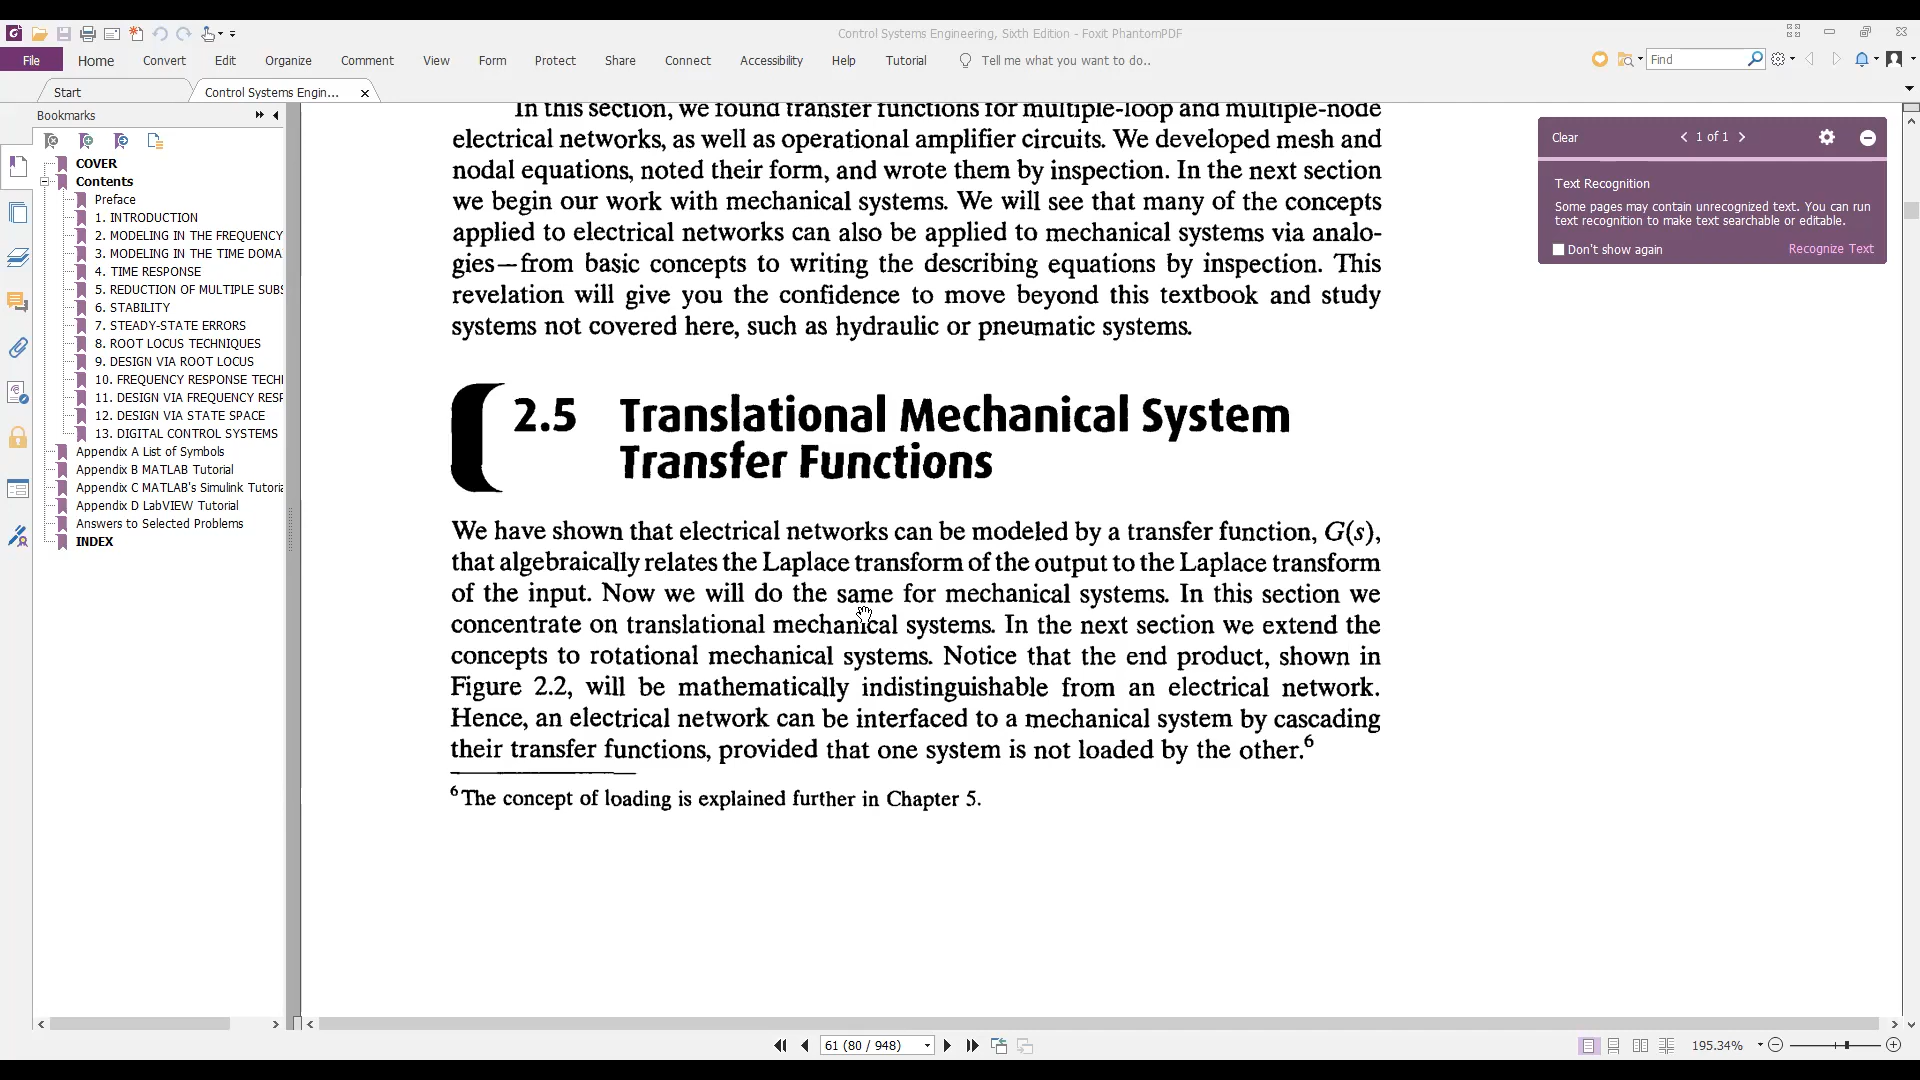 Control Systems Engineering, Sixth Edition - Foxit PhantomPDF
File Home Convert Edit Organize Comment View Form Protect Share Connect Accessibility Help Tutorial Tell me what you want to do.. Find
Start Control Systems Engin...
Bookmarks
COVER
Contents
Preface
1. INTRODUCTION
2. MODELING IN THE FREQUENCY
3. MODELING IN THE TIME DOMA
4. TIME RESPONSE
5. REDUCTION OF MULTIPLE SUBS
6. STABILITY
7. STEADY-STATE ERRORS
8. ROOT LOCUS TECHNIQUES
9. DESIGN VIA ROOT LOCUS
10. FREQUENCY RESPONSE TECH
11. DESIGN VIA FREQUENCY RESP
12. DESIGN VIA STATE SPACE
13. DIGITAL CONTROL SYSTEMS
Appendix A List of Symbols
Appendix B MATLAB Tutorial
Appendix C MATLAB's Simulink Tutoria
Appendix D LabVIEW Tutorial
Answers to Selected Problems
INDEX
In this section, we found transfer functions for multiple-loop and multiple-node
electrical networks, as well as operational amplifier circuits. We developed mesh and
nodal equations, noted their form, and wrote them by inspection. In the next section
we begin our work with mechanical systems. We will see that many of the concepts
applied to electrical networks can also be applied to mechanical systems via analo-
gies—from basic concepts to writing the describing equations by inspection. This
revelation will give you the confidence to move beyond this textbook and study
systems not covered here, such as hydraulic or pneumatic systems.
2.5 Translational Mechanical System
Transfer Functions
We have shown that electrical networks can be modeled by a transfer function, G(s),
that algebraically relates the Laplace transform of the output to the Laplace transform
of the input. Now we will do the same for mechanical systems. In this section we
concentrate on translational mechanical systems. In the next section we extend the
concepts to rotational mechanical systems. Notice that the end product, shown in
Figure 2.2, will be mathematically indistinguishable from an electrical network.
Hence, an electrical network can be interfaced to a mechanical system by cascading
their transfer functions, provided that one system is not loaded by the other.⁶
⁶The concept of loading is explained further in Chapter 5.
Clear 1 of 1
Text Recognition
Some pages may contain unrecognized text. You can run
text recognition to make text searchable or editable.
Don't show again Recognize Text
61 (80 / 948) 195.34%